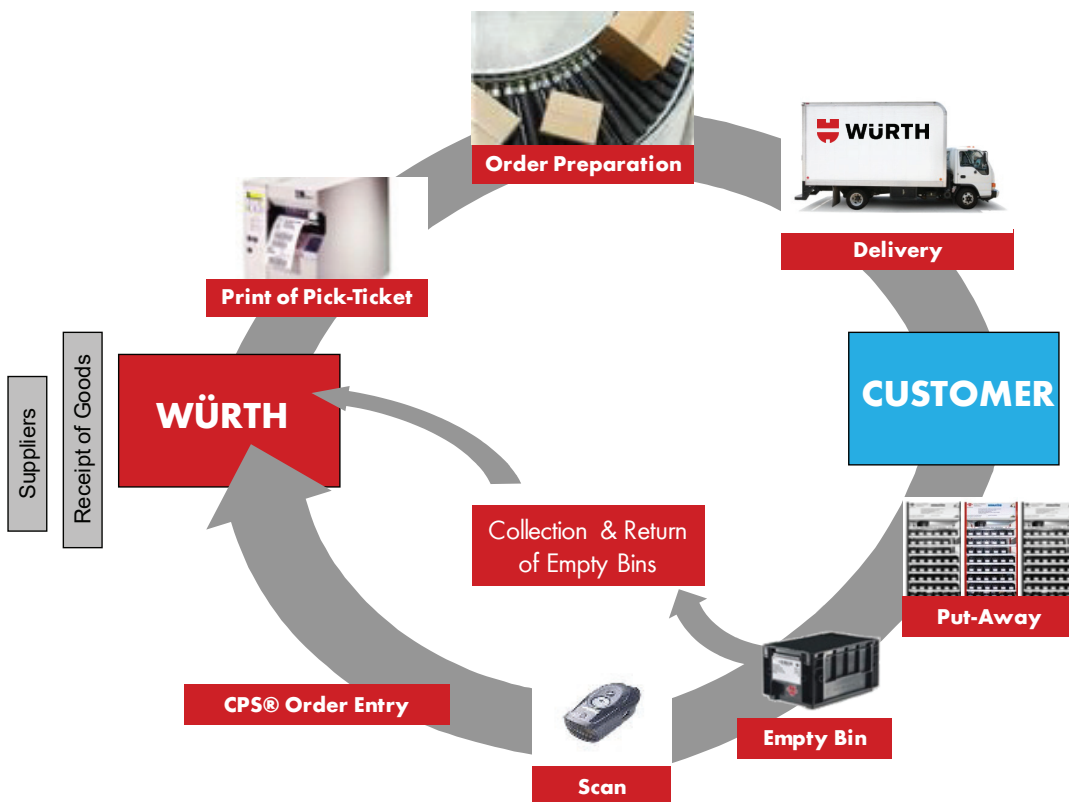 Order Preparation
WÜRTH
Delivery
Print of Pick-Ticket
Suppliers
Receipt of Goods
WÜRTH
CUSTOMER
Collection & Return
of Empty Bins
Put-Away
CPS® Order Entry
Empty Bin
Scan